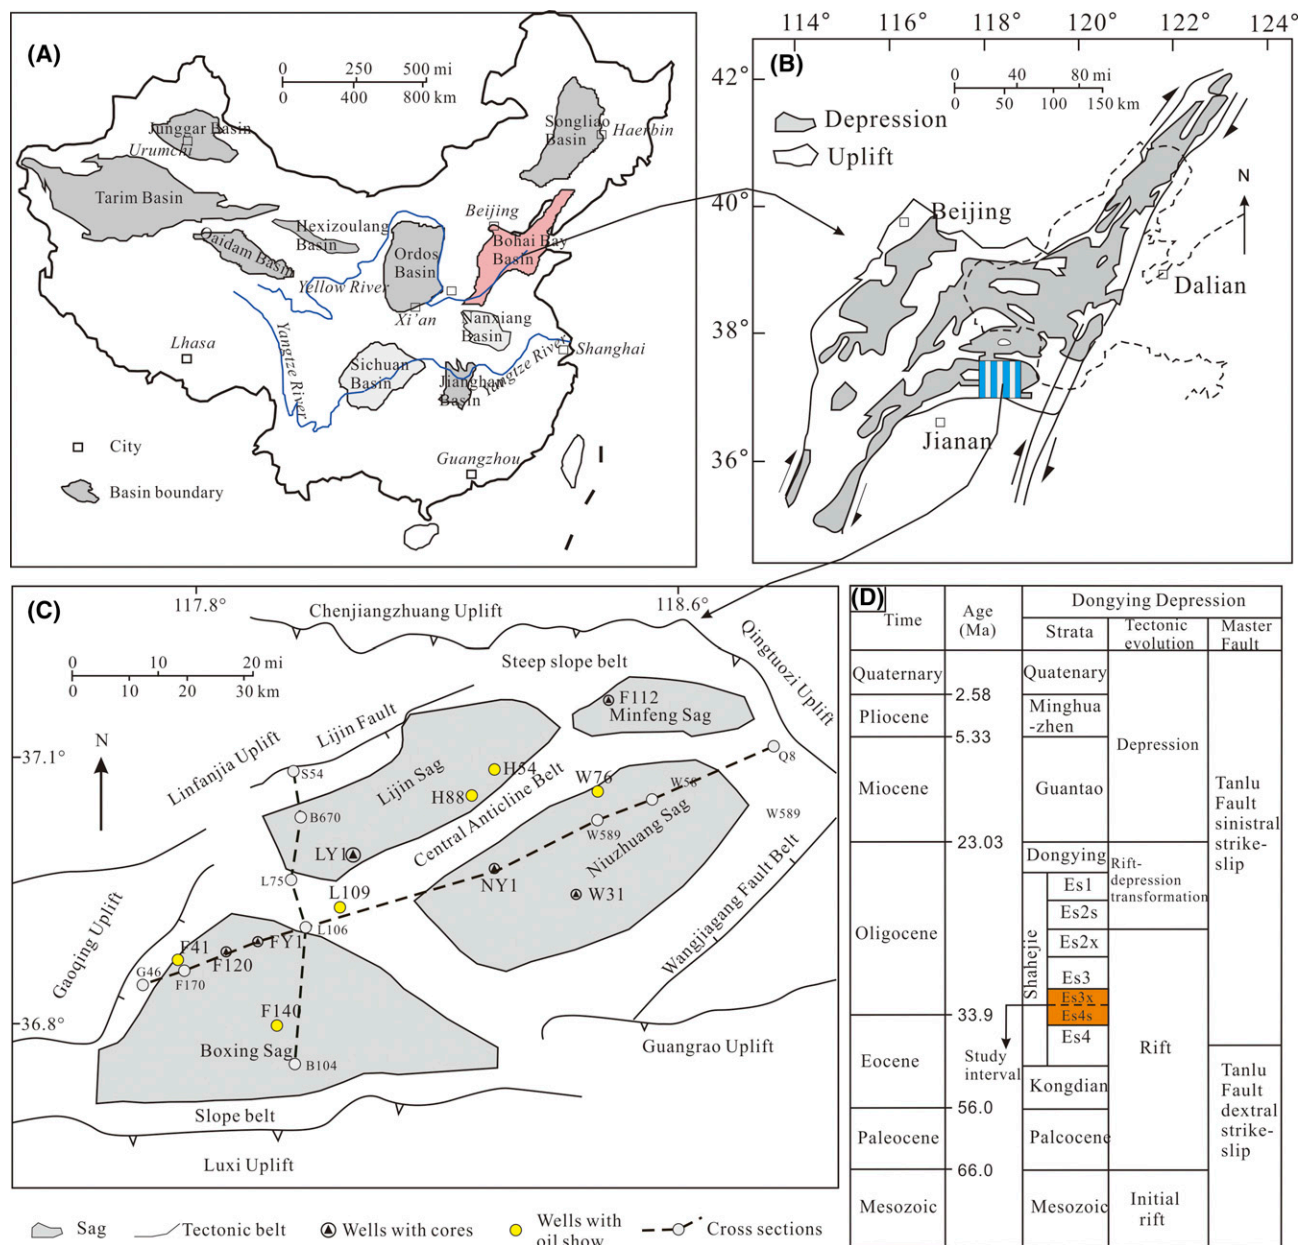 (A)
0 250 500 mi
0 400 800 km
Junggar Basin
Urumchi
Songliao
Basin
Haerbin
Tarim Basin
Hexizoulang
Basin
Qaidam Basin
Beijing
Bohai Bay
Basin
Ordos
Basin
Yellow River
Xi'an
Nanxiang
Basin
Lhasa
Yangtze River
Sichuan
Basin
Jianghan
Basin
Yangtze River
Shanghai
City
Basin boundary
Guangzhou
114° 116° 118° 120° 122° 124°
(B)
0 40 80 mi
0 50 100 150 km
42°
40°
38°
36°
Depression
Uplift
N
Beijing
Dalian
Jianan
(C)
117.8° 118.6°
37.1°
36.8°
0 10 20 mi
0 10 20 30 km
N
Chenjiangzhuang Uplift
Steep slope belt
Qingtuozi Uplift
F112
Minfeng Sag
Linfanjia Uplift
Lijin Fault
S54
Lijin Sag
H54
H88
Q8
W76
W58
B670
Central Anticline Belt
W589
W589
Niuzhuang Sag
LY1
L75
NY1
W31
L109
Wangjiagang Fault Belt
Gaoqing Uplift
L106
F41
FY1
F120
G46
F170
F140
Boxing Sag
B104
Guangrao Uplift
Slope belt
Luxi Uplift
Sag
Tectonic belt
Wells with cores
Wells with
oil show
Cross sections
(D)
Time
Age
(Ma)
Dongying Depression
Strata
Tectonic
evolution
Master
Fault
Quaternary
Quatenary
2.58
Pliocene
Minghua
-zhen
5.33
Depression
Miocene
Guantao
Tanlu
Fault
sinistral
strike-
slip
23.03
Oligocene
Dongying
Rift-
depression
transformation
Shahejie
Es1
Es2s
Es2x
Es3
Es3x
Es4s
33.9
Es4
Study
interval
Rift
Eocene
Kongdian
56.0
Tanlu
Fault
dextral
strike-
slip
Paleocene
Palcocene
66.0
Mesozoic
Mesozoic
Initial
rift